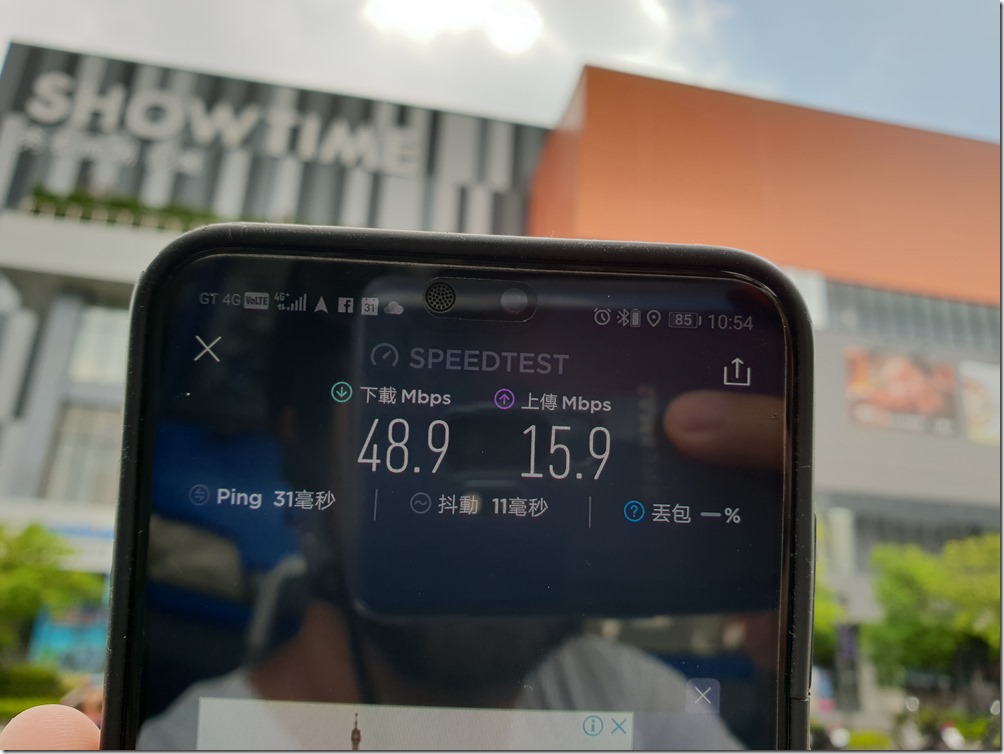 SHOWTIME
GT 4G VoLTE 4G+ 31 85 10:54
SPEEDTEST
下載 Mbps 上傳 Mbps
48.9 15.9
Ping 31毫秒 抖動 11毫秒 丟包 —%